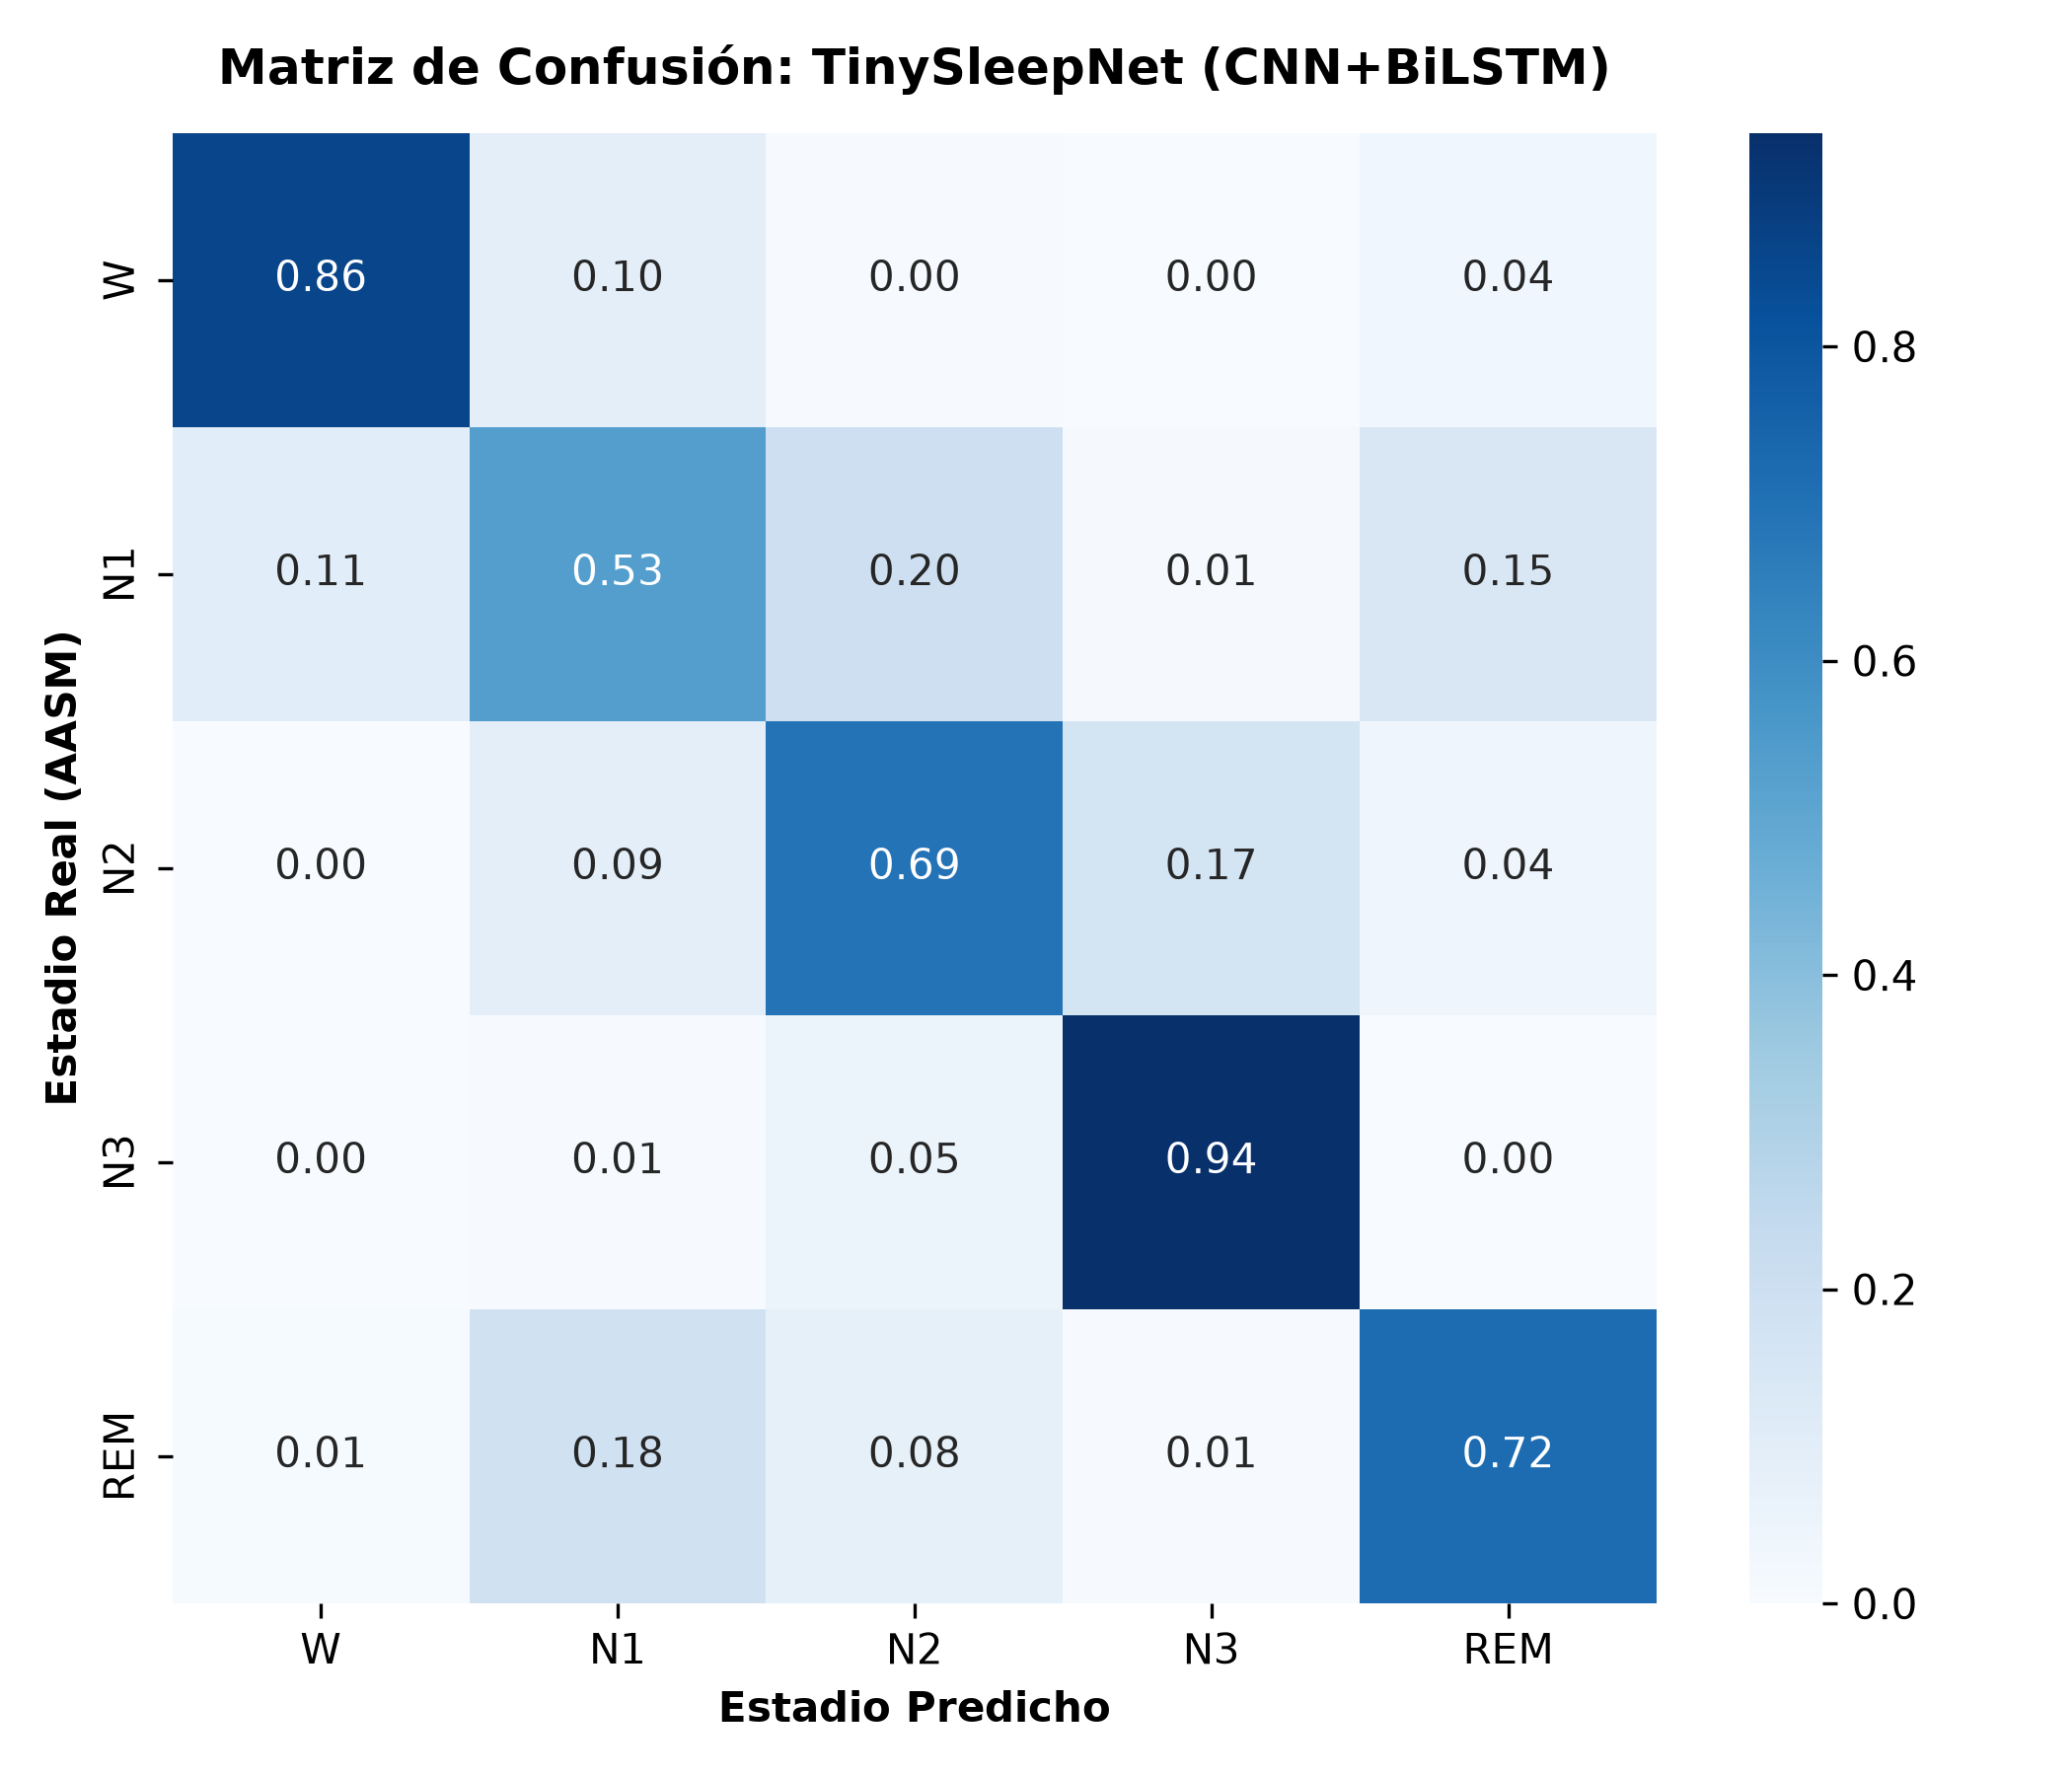 Matriz de Confusión: TinySleepNet (CNN+BiLSTM)
Estadio Real (AASM)
W 0.86 0.10 0.00 0.00 0.04
N1 0.11 0.53 0.20 0.01 0.15
N2 0.00 0.09 0.69 0.17 0.04
N3 0.00 0.01 0.05 0.94 0.00
REM 0.01 0.18 0.08 0.01 0.72
W N1 N2 N3 REM
Estadio Predicho
0.8
0.6
0.4
0.2
0.0